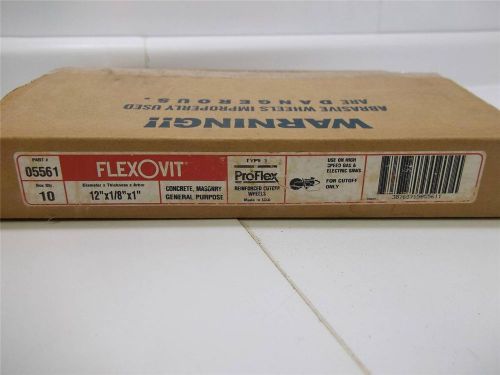 WARNING!!
ABRASIVE WHEELS IMPROPERLY USED
ARE DANGEROUS.
PART #
05561
Box Qty.
10
FLEXOVIT®
Diameter x Thickness x Arbor
12"x1/8"x1"
CONCRETE, MASONRY
GENERAL PURPOSE
TYPE 1
ProFlex
REINFORCED CUTOFF
WHEELS
Made in U.S.A.
USE ON HIGH
SPEED GAS &
ELECTRIC SAWS
FOR CUTOFF
ONLY